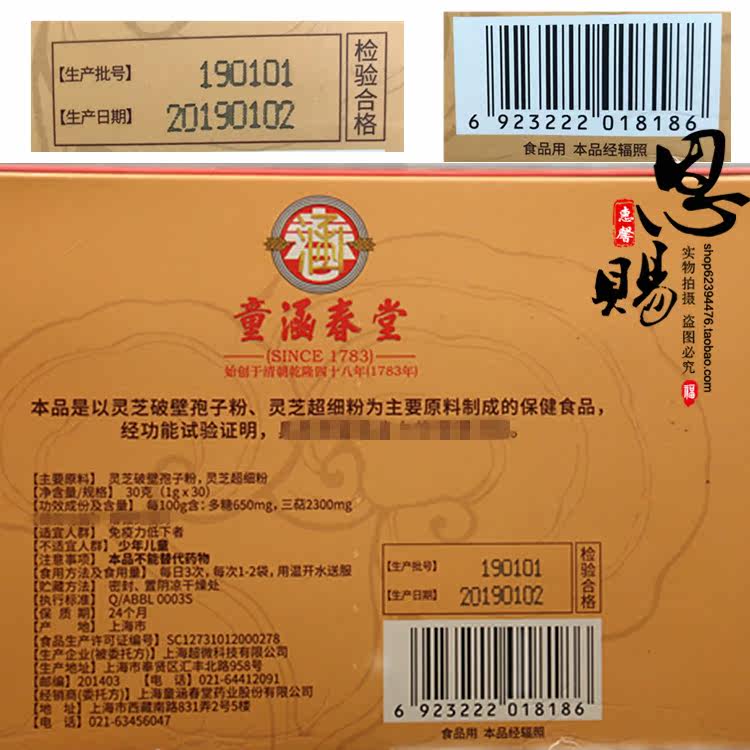 【生产批号】 190101
【生产日期】 20190102
检验合格
6 923222 018186
食品用 本品经辐照
恩赐
惠馨
实物拍摄 盗图必究
shop62394476.taobao.com
福
童涵春堂
(SINCE 1783)
始创于清朝乾隆四十八年(1783年)
本品是以灵芝破壁孢子粉、灵芝超细粉为主要原料制成的保健食品，
经功能试验证明，
【主要原料】 灵芝破壁孢子粉，灵芝超细粉
【净含量/规格】 30克（1g x 30）
【功效成份及含量】 每100g含：多糖650mg，三萜2300mg
【适宜人群】 免疫力低下者
【不适宜人群】 少年儿童
【注意事项】 本品不能替代药物
【食用方法及食用量】 每日3次，每次1-2袋，用温开水送服
【贮藏方法】 密封、置阴凉干燥处
【执行标准】 Q/ABBL 0003S
【保 质 期】 24个月
【产 地】 上海市
【食品生产许可证编号】 SC12731012000278
【生产企业(被委托方)】上海超微科技有限公司
【生产地址】 上海市奉贤区汇丰北路958号
【邮编】 201403 【电 话】 021-64412091
【经销商(委托方)】上海童涵春堂药业股份有限公司
【地 址】 上海市西藏南路831弄2号5楼
【电 话】 021-63456047
【生产批号】 190101
【生产日期】 20190102
检验合格
6 923222 018186
食品用 本品经辐照